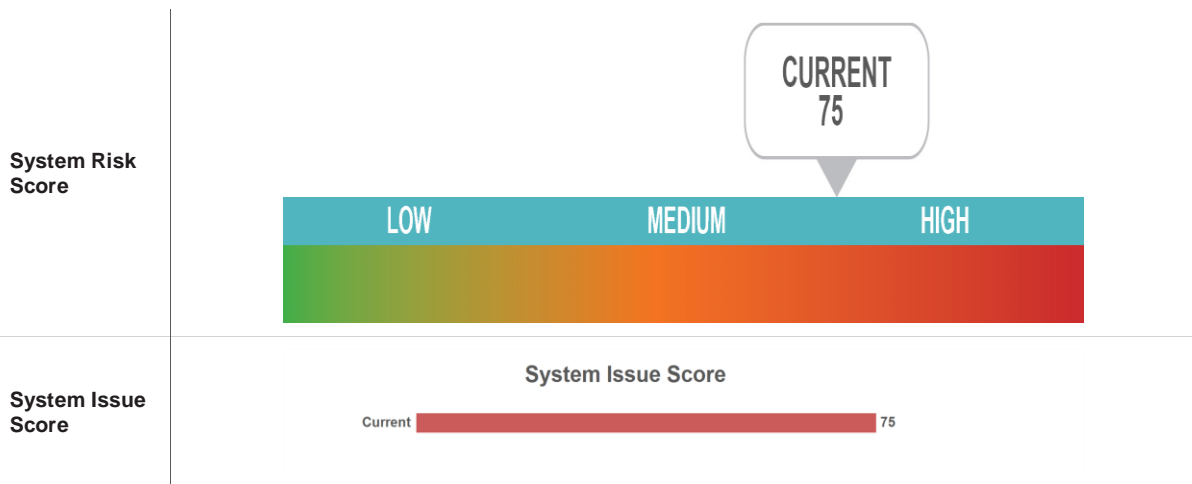 System Risk
Score
CURRENT
75
LOW MEDIUM HIGH
System Issue
Score
System Issue Score
Current 75